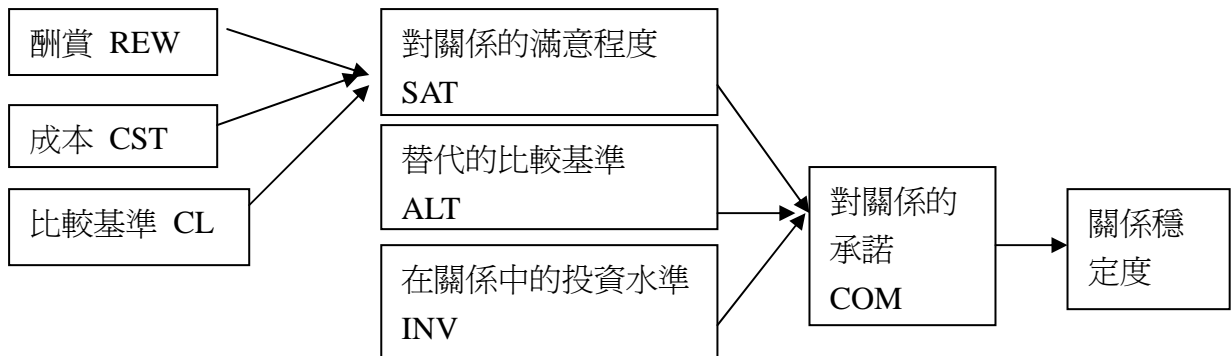 酬賞 REW
成本 CST
比較基準 CL
對關係的滿意程度
SAT
替代的比較基準
ALT
在關係中的投資水準
INV
對關係的
承諾
COM
關係穩
定度